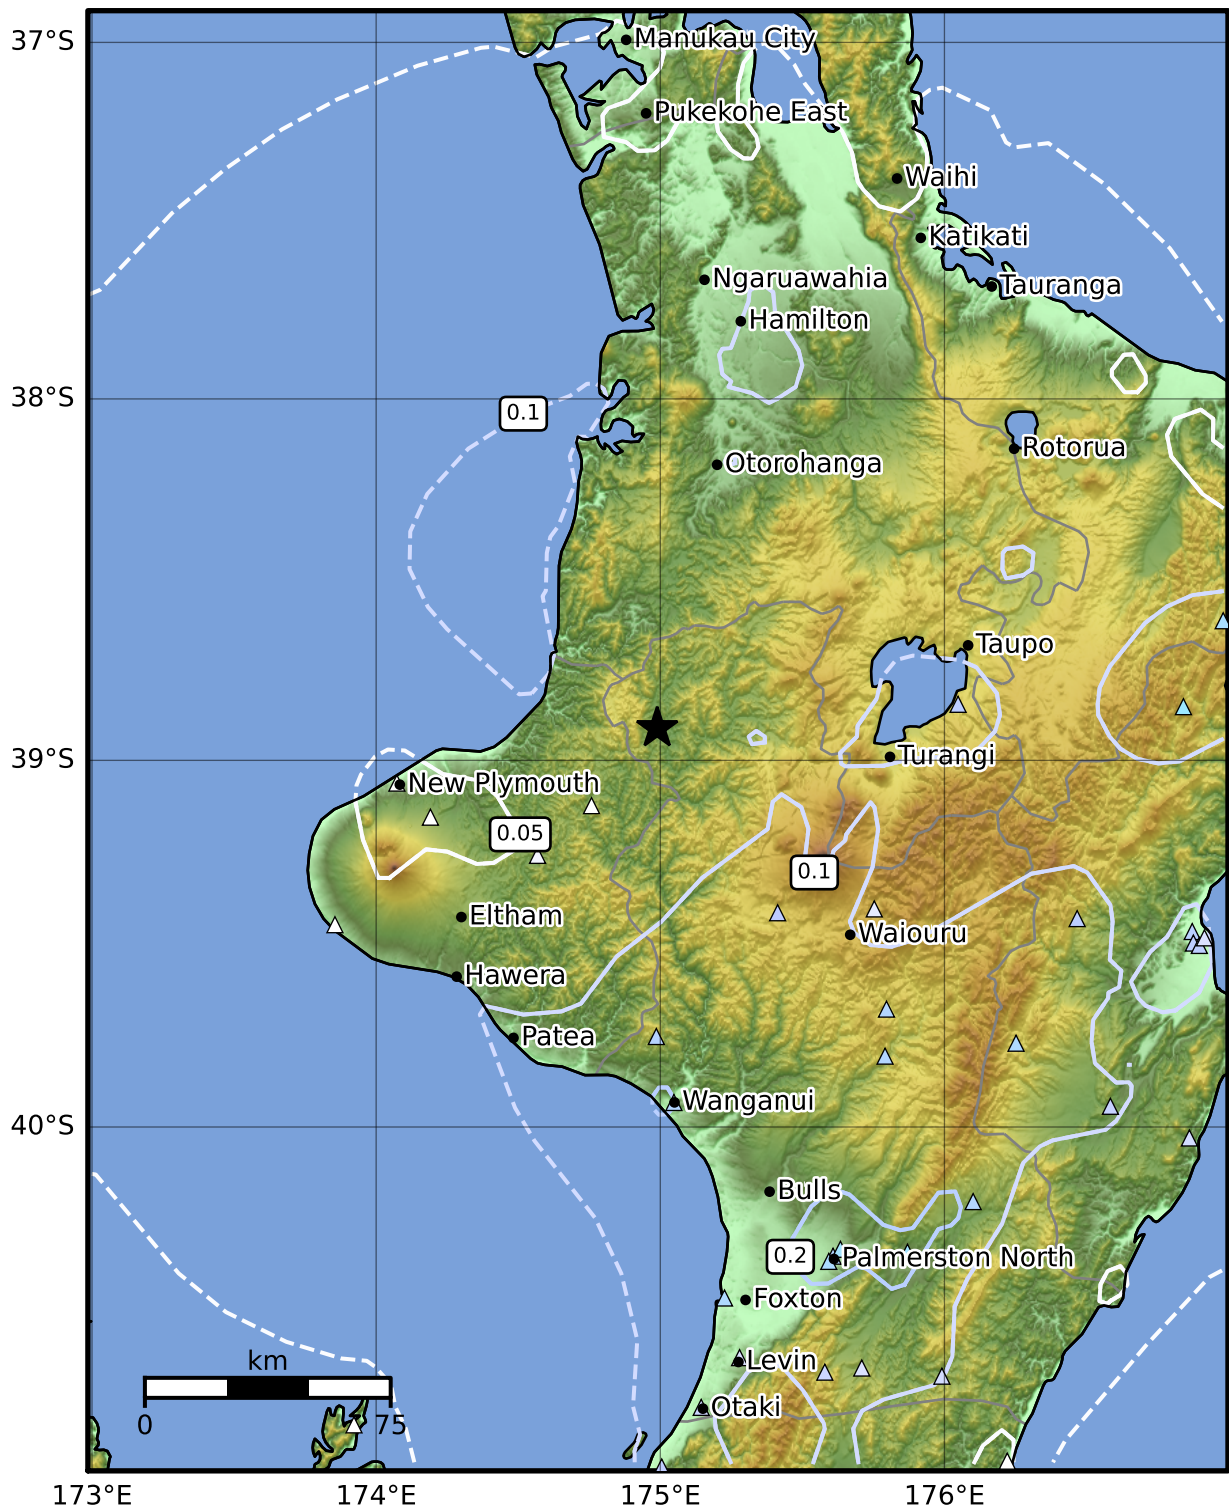 37°S
Manukau City
Pukekohe East
Waihi
Katikati
Ngaruawahia
Tauranga
Hamilton
38°S
0.1
Rotorua
Otorohanga
Taupo
39°S
Turangi
New Plymouth
0.05
0.1
Eltham
Waiouru
Hawera
Patea
Wanganui
40°S
Bulls
0.2
Palmerston North
Foxton
km
Levin
Otaki
0
75
173°E
174°E
175°E
176°E